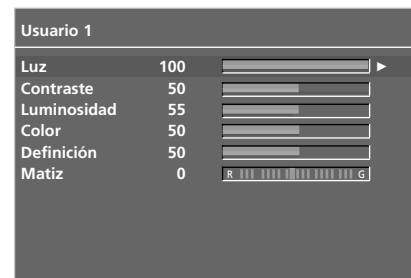 Usuario 1
Luz 100
Contraste 50
Luminosidad 55
Color 50
Definición 50
Matiz 0 R G